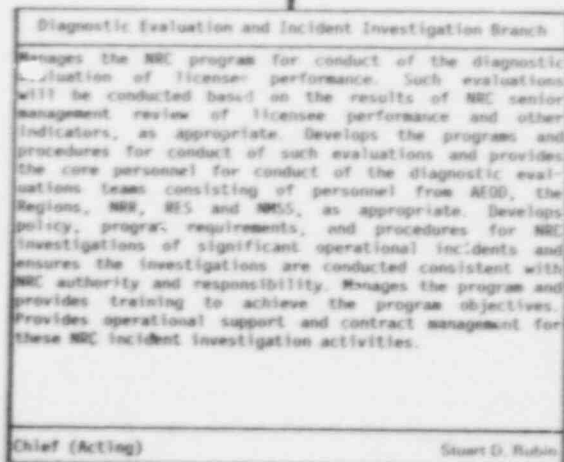 Diagnostic Evaluation and Incident Investigation Branch
Manages the NRC program for conduct of the diagnostic
evaluation of licensee performance. Such evaluations
will be conducted based on the results of NRC senior
management review of licensee performance and other
indicators, as appropriate. Develops the programs and
procedures for conduct of such evaluations and provides
the core personnel for conduct of the diagnostic eval-
uations teams consisting of personnel from AEOD, the
Regions, NRR, RES and NMSS, as appropriate. Develops
policy, program requirements, and procedures for NRC
investigations of significant operational incidents and
ensures the investigations are conducted consistent with
NRC authority and responsibility. Manages the program and
provides training to achieve the program objectives.
Provides operational support and contract management for
these NRC incident investigation activities.
Chief (Acting) Stuart D. Rubin